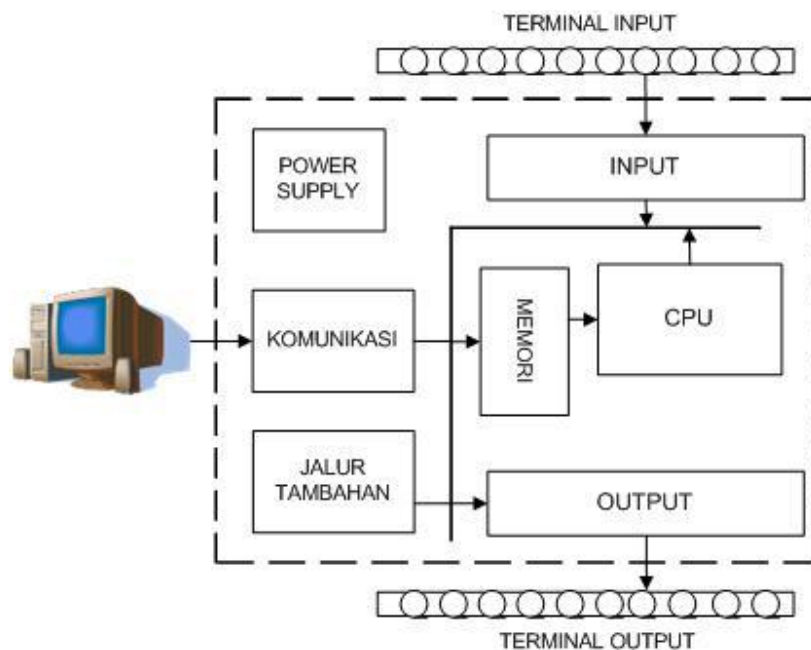 TERMINAL INPUT
POWER
SUPPLY
INPUT
KOMUNIKASI
MEMORI
CPU
JALUR
TAMBAHAN
OUTPUT
TERMINAL OUTPUT